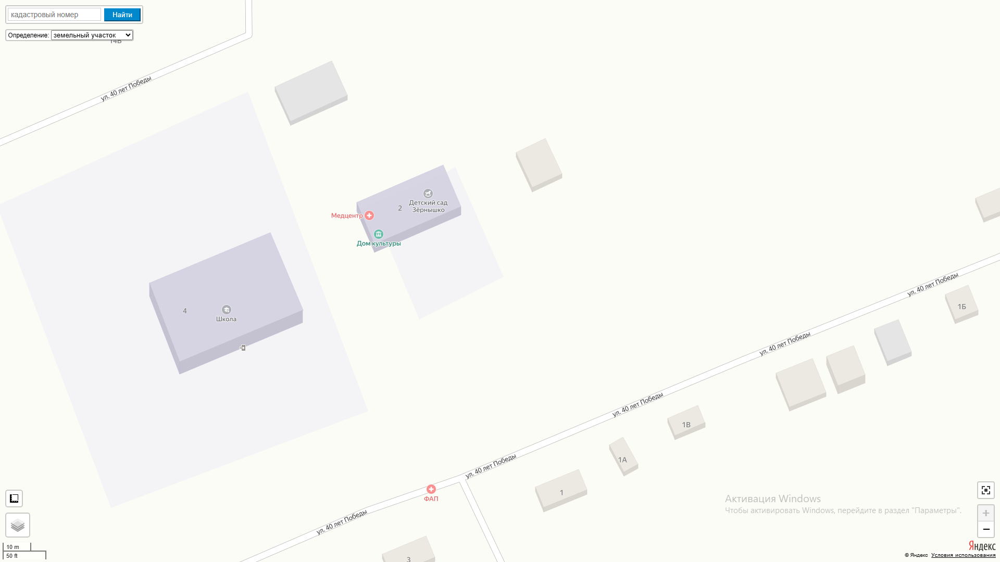 кадастровый номер
Найти
Определение: земельный участок
14В
ул. 40 лет Победы
Детский сад
Зёрнышко
2
Медцентр
Дом культуры
4
Школа
ул. 40 лет Победы
1Б
ул. 40 лет Победы
ул. 40 лет Победы
1В
1А
ул. 40 лет Победы
1
ФАП
ул. 40 лет Победы
3
Активация Windows
Чтобы активировать Windows, перейдите в раздел "Параметры".
+
−
10 m
50 ft
Яндекс
© Яндекс Условия использования